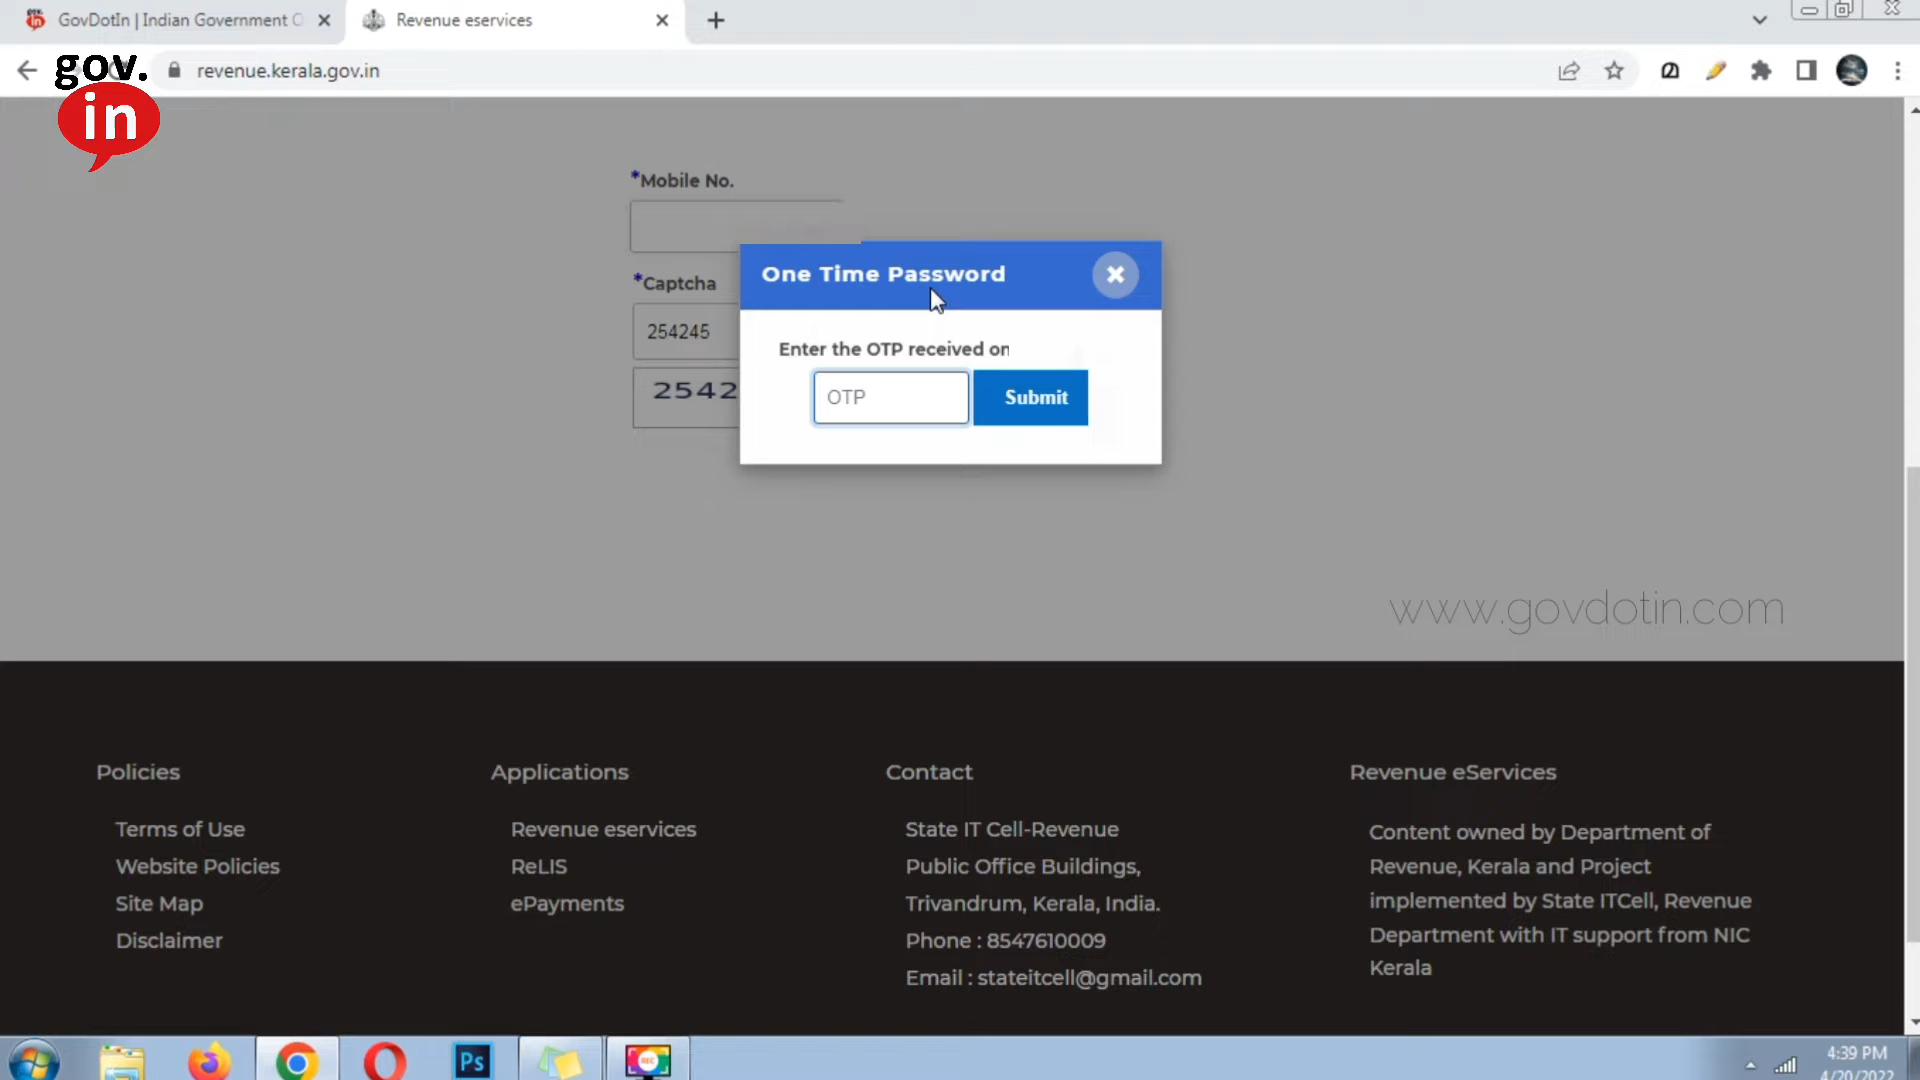 GovDotIn | Indian Government
Revenue eservices
gov.
in
revenue.kerala.gov.in
*Mobile No.
One Time Password
*Captcha
254245
Enter the OTP received on
2542
OTP
Submit
www.govdotin.com
Policies
Terms of Use
Website Policies
Site Map
Disclaimer
Applications
Revenue eservices
ReLIS
ePayments
Contact
State IT Cell-Revenue
Public Office Buildings,
Trivandrum, Kerala, India.
Phone : 8547610009
Email : stateitcell@gmail.com
Revenue eServices
Content owned by Department of
Revenue, Kerala and Project
implemented by State ITCell, Revenue
Department with IT support from NIC
Kerala
Ps
REC
4:39 PM
4/20/2022